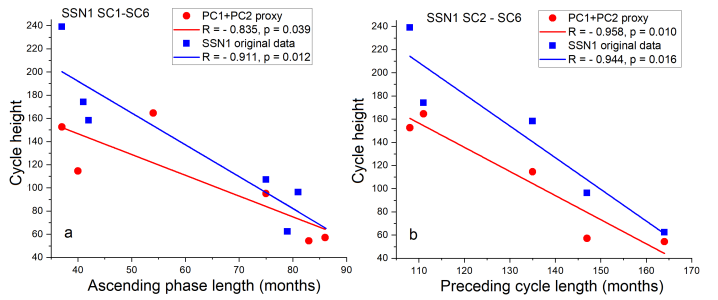 SSN1 SC1-SC6
PC1+PC2 proxy
R = - 0.835, p = 0.039
SSN1 original data
R = - 0.911, p = 0.012
240
220
200
180
160
140
120
100
80
60
40
Cycle height
a
40 50 60 70 80 90
Ascending phase length (months)
SSN1 SC2 - SC6
PC1+PC2 proxy
R = - 0.958, p = 0.010
SSN1 original data
R = - 0.944, p = 0.016
240
220
200
180
160
140
120
100
80
60
40
Cycle height
b
110 120 130 140 150 160 170
Preceding cycle length (months)